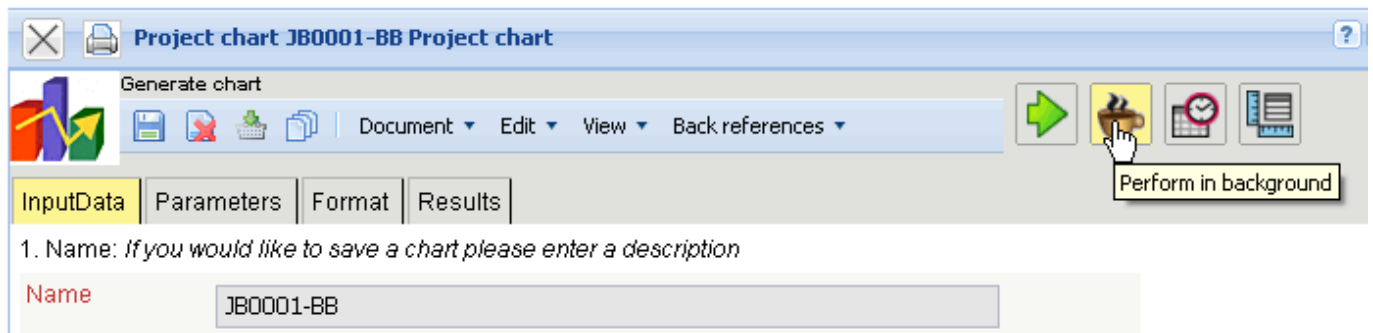 Project chart JB0001-BB Project chart
?
Generate chart
Document Edit View Back references
Perform in background
InputData Parameters Format Results
1. Name: If you would like to save a chart please enter a description
Name JB0001-BB